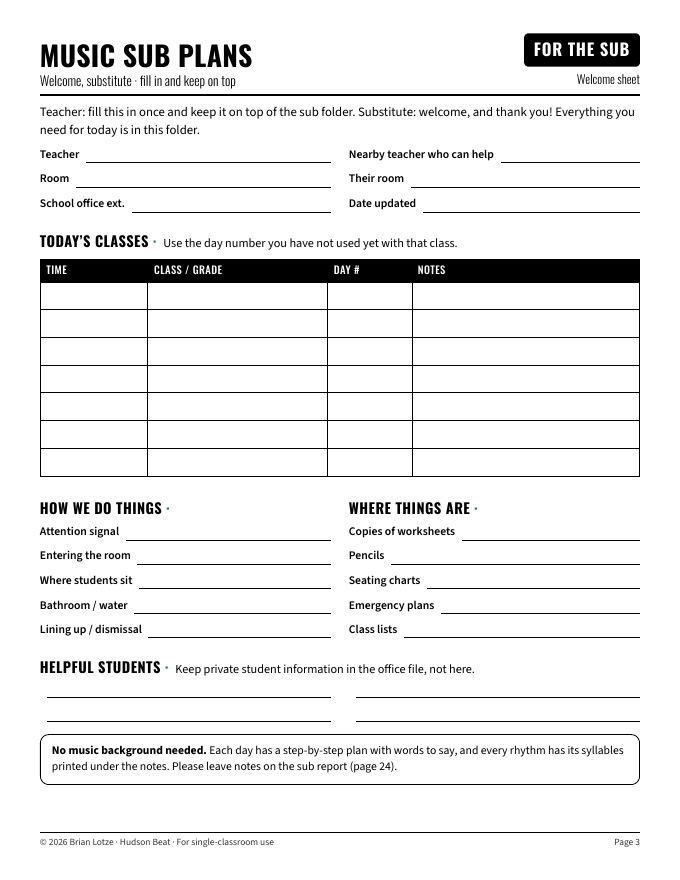 MUSIC SUB PLANS
FOR THE SUB
Welcome, substitute · fill in and keep on top
Welcome sheet
Teacher: fill this in once and keep it on top of the sub folder. Substitute: welcome, and thank you! Everything you
need for today is in this folder.
Teacher
Nearby teacher who can help
Room
Their room
School office ext.
Date updated
TODAY’S CLASSES · Use the day number you have not used yet with that class.
TIME CLASS / GRADE DAY # NOTES
HOW WE DO THINGS ·
Attention signal
Entering the room
Where students sit
Bathroom / water
Lining up / dismissal
WHERE THINGS ARE ·
Copies of worksheets
Pencils
Seating charts
Emergency plans
Class lists
HELPFUL STUDENTS · Keep private student information in the office file, not here.
No music background needed. Each day has a step-by-step plan with words to say, and every rhythm has its syllables
printed under the notes. Please leave notes on the sub report (page 24).
© 2026 Brian Lotze · Hudson Beat · For single-classroom use
Page 3